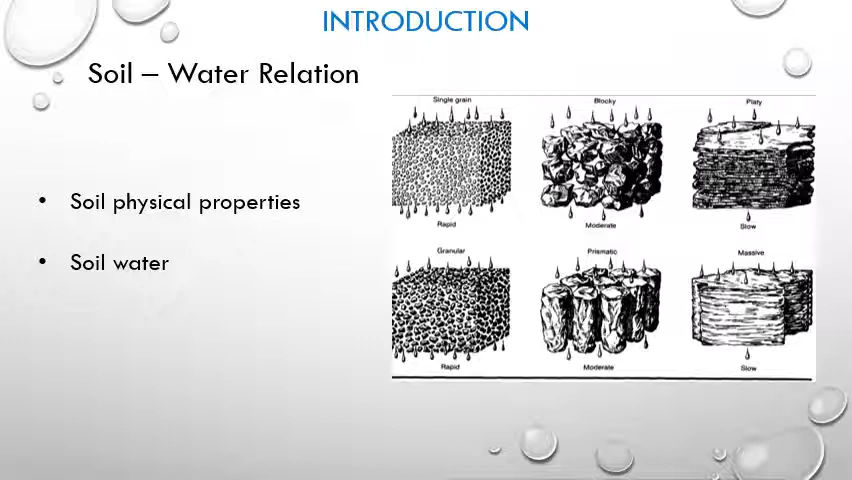 INTRODUCTION
Soil – Water Relation
• Soil physical properties
• Soil water
Single grain
Blocky
Platy
Rapid
Moderate
Slow
Granular
Prismatic
Massive
Rapid
Moderate
Slow